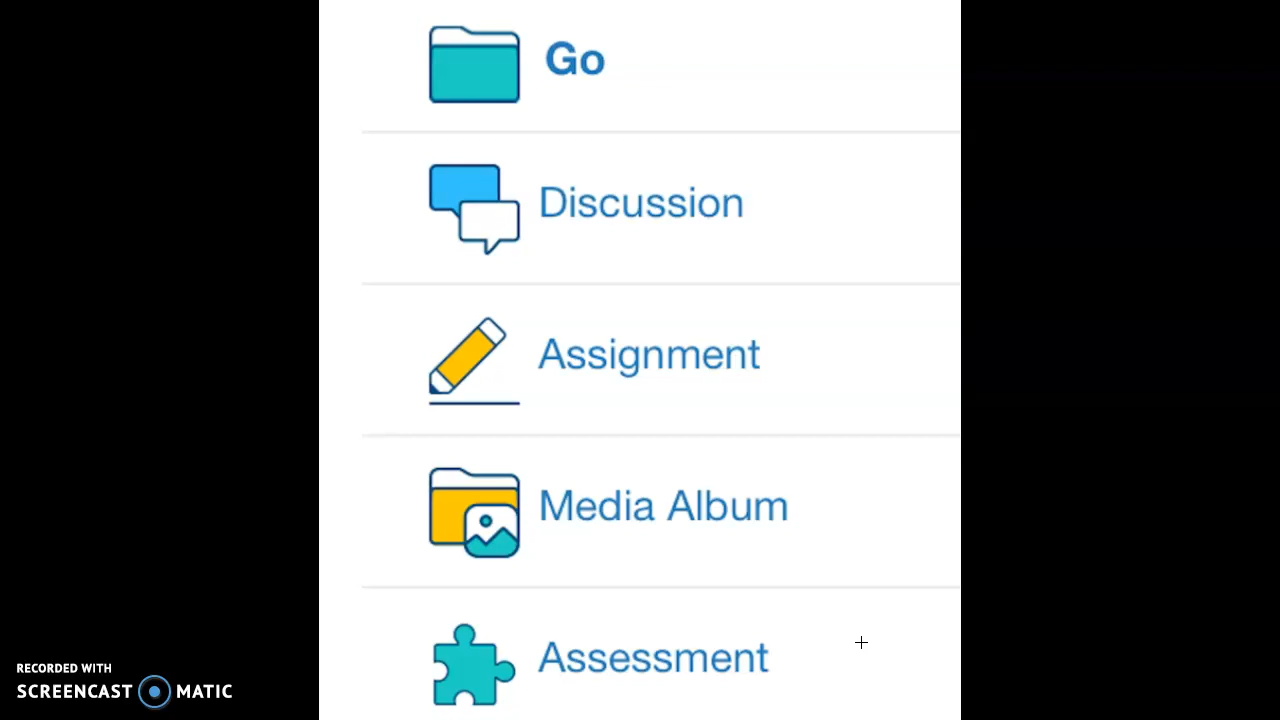 Go
Discussion
Assignment
Media Album
Assessment
RECORDED WITH
SCREENCAST MATIC